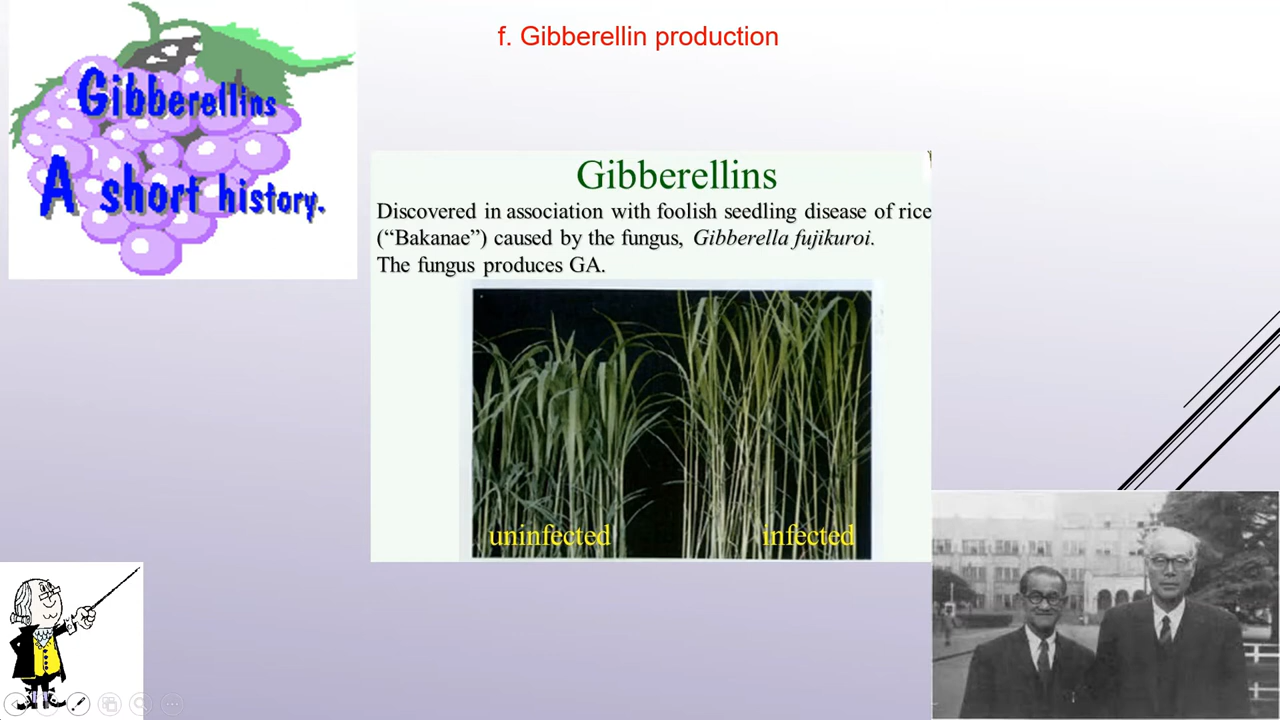 f. Gibberellin production
Gibberellins
A short history.
Gibberellins
Discovered in association with foolish seedling disease of rice
(“Bakanae”) caused by the fungus, Gibberella fujikuroi.
The fungus produces GA.
uninfected
infected